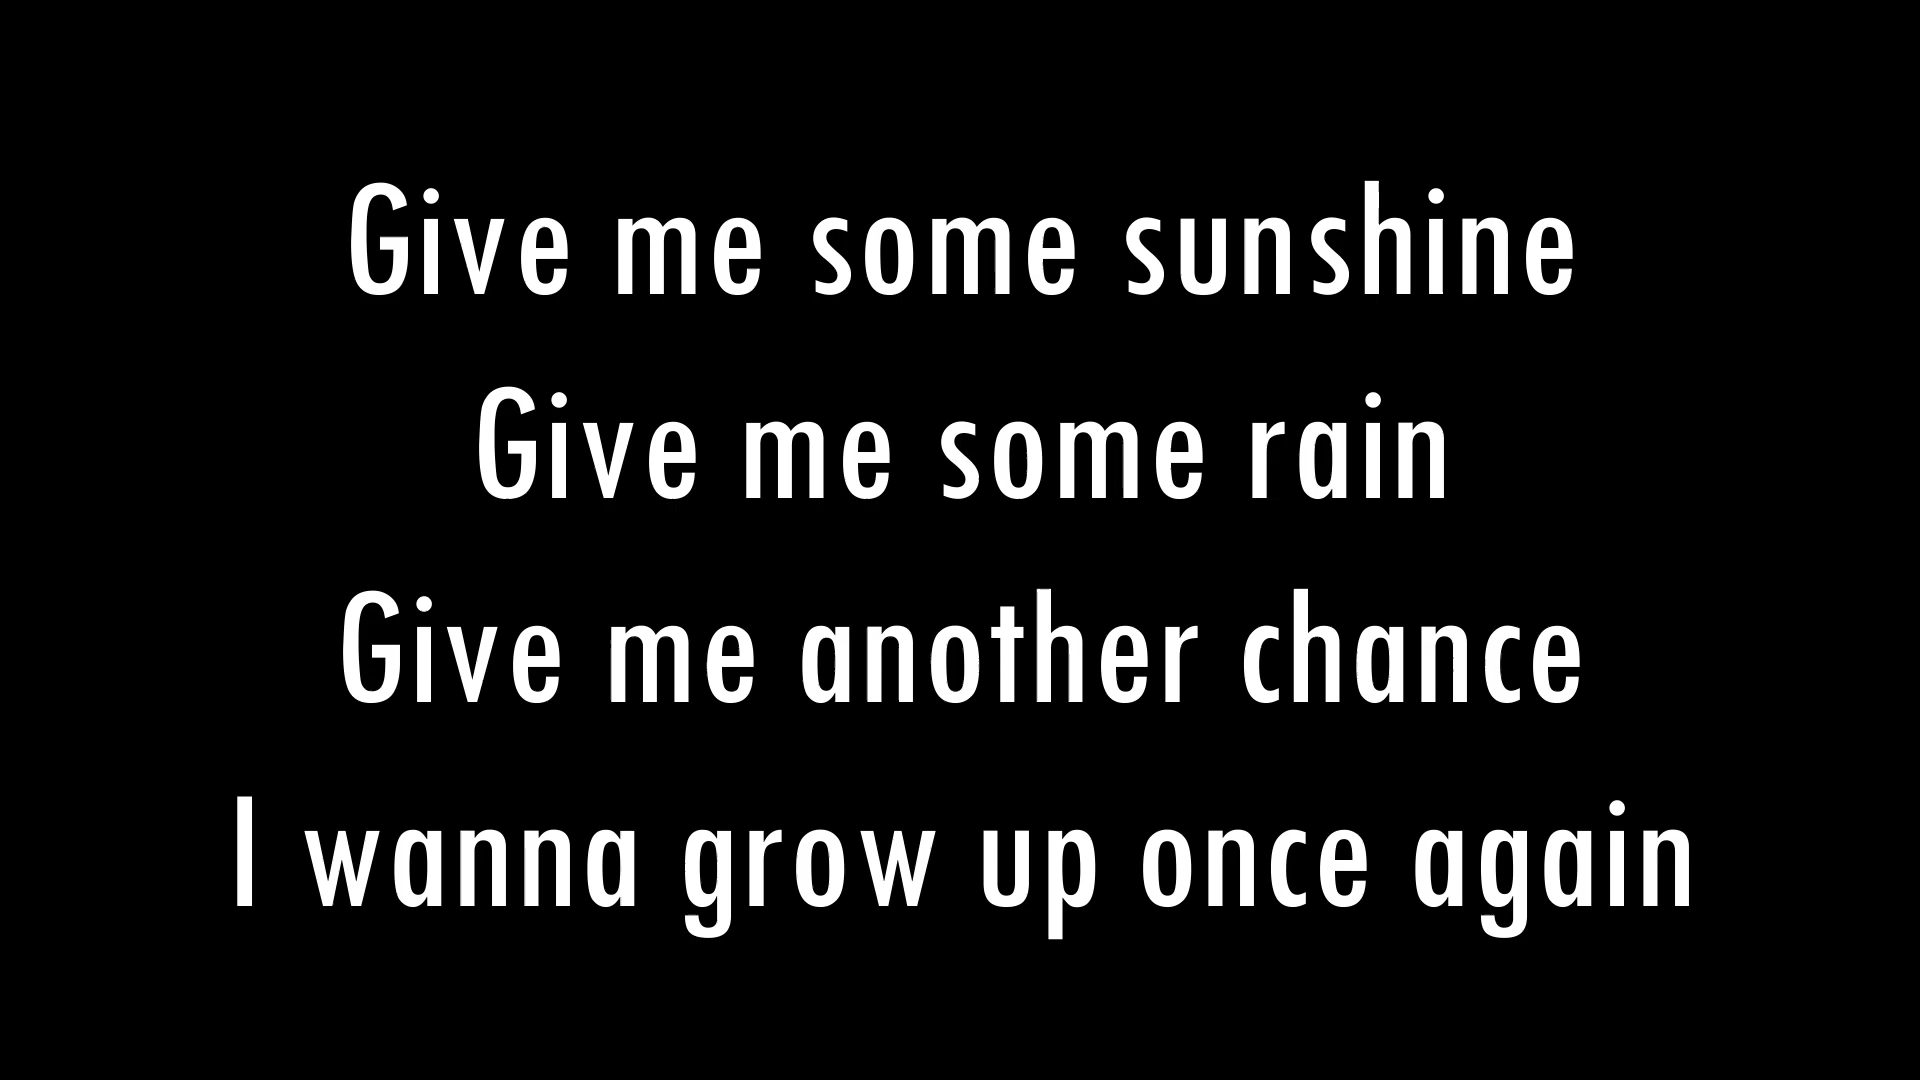 Give me some sunshine
Give me some rain
Give me another chance
I wanna grow up once again